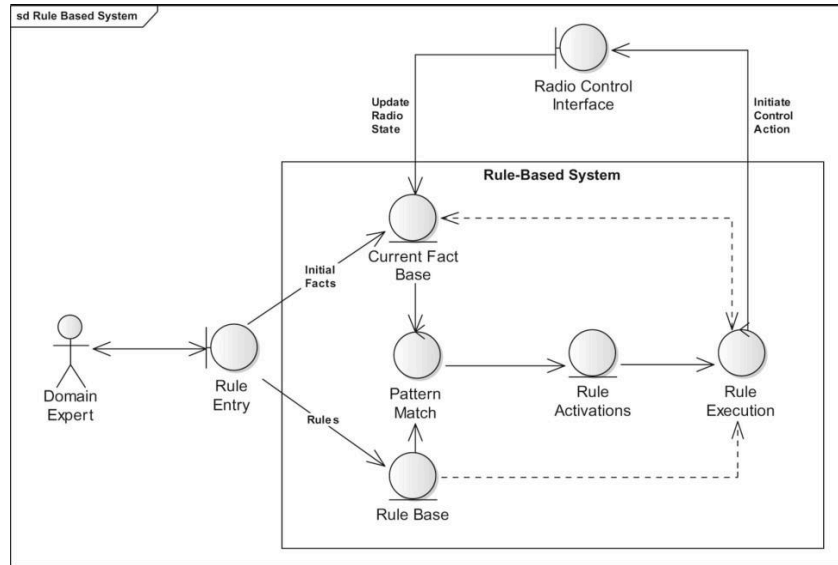 sd Rule Based System
Radio Control
Interface
Update
Radio
State
Initiate
Control
Action
Rule-Based System
Current Fact
Base
Initial
Facts
Domain
Expert
Rule
Entry
Pattern
Match
Rule
Activations
Rule
Execution
Rules
Rule Base